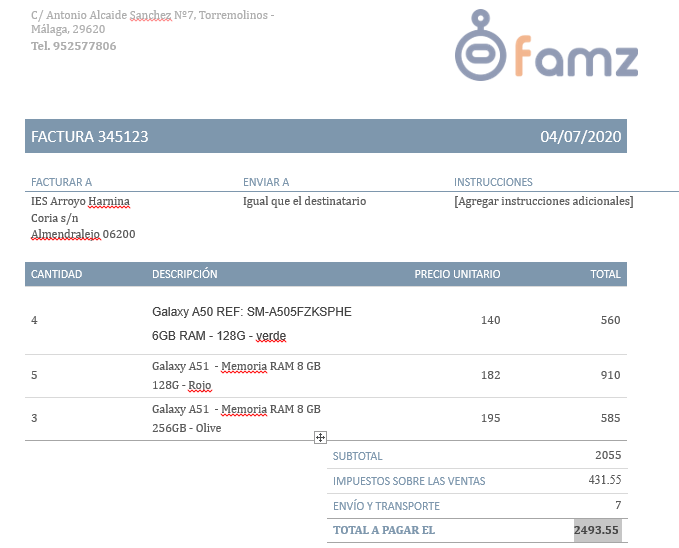 C/ Antonio Alcaide Sanchez Nº7, Torremolinos -
Málaga, 29620
Tel. 952577806
famz
FACTURA 345123 04/07/2020
FACTURAR A ENVIAR A INSTRUCCIONES
IES Arroyo Harnina Igual que el destinatario [Agregar instrucciones adicionales]
Coria s/n
Almendralejo 06200
CANTIDAD DESCRIPCIÓN PRECIO UNITARIO TOTAL
4 Galaxy A50 REF: SM-A505FZKSPHE 140 560
6GB RAM - 128G - verde
5 Galaxy A51 - Memoria RAM 8 GB 182 910
128G - Rojo
3 Galaxy A51 - Memoria RAM 8 GB 195 585
256GB - Olive
SUBTOTAL 2055
IMPUESTOS SOBRE LAS VENTAS 431.55
ENVÍO Y TRANSPORTE 7
TOTAL A PAGAR EL 2493.55